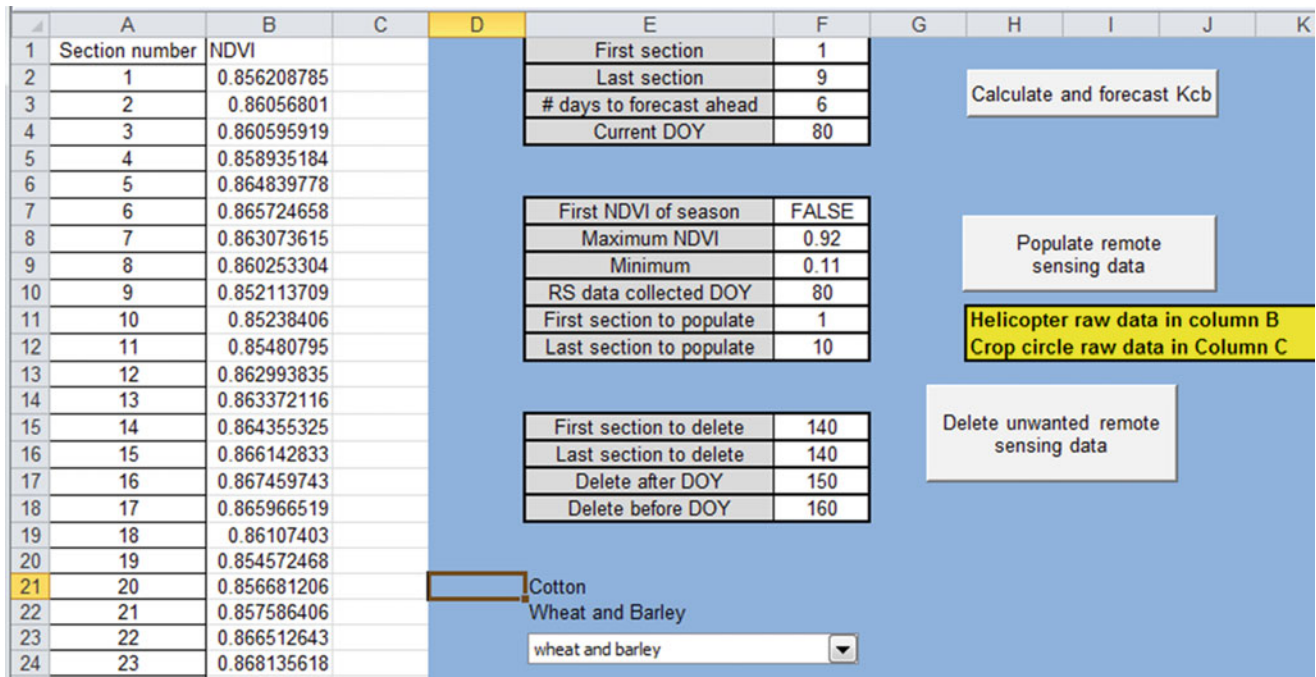 A B C D E F G H I J K
1 Section number NDVI First section 1
2 1 0.856208785 Last section 9
3 2 0.86056801 # days to forecast ahead 6 Calculate and forecast Kcb
4 3 0.860595919 Current DOY 80
5 4 0.858935184
6 5 0.864839778
7 6 0.865724658 First NDVI of season FALSE
8 7 0.863073615 Maximum NDVI 0.92 Populate remote
9 8 0.860253304 Minimum 0.11 sensing data
10 9 0.852113709 RS data collected DOY 80
11 10 0.85238406 First section to populate 1 Helicopter raw data in column B
12 11 0.85480795 Last section to populate 10 Crop circle raw data in Column C
13 12 0.862993835
14 13 0.863372116
15 14 0.864355325 First section to delete 140 Delete unwanted remote
16 15 0.866142833 Last section to delete 140 sensing data
17 16 0.867459743 Delete after DOY 150
18 17 0.865966519 Delete before DOY 160
19 18 0.86107403
20 19 0.854572468
21 20 0.856681206 Cotton
22 21 0.857586406 Wheat and Barley
23 22 0.866512643 wheat and barley
24 23 0.868135618